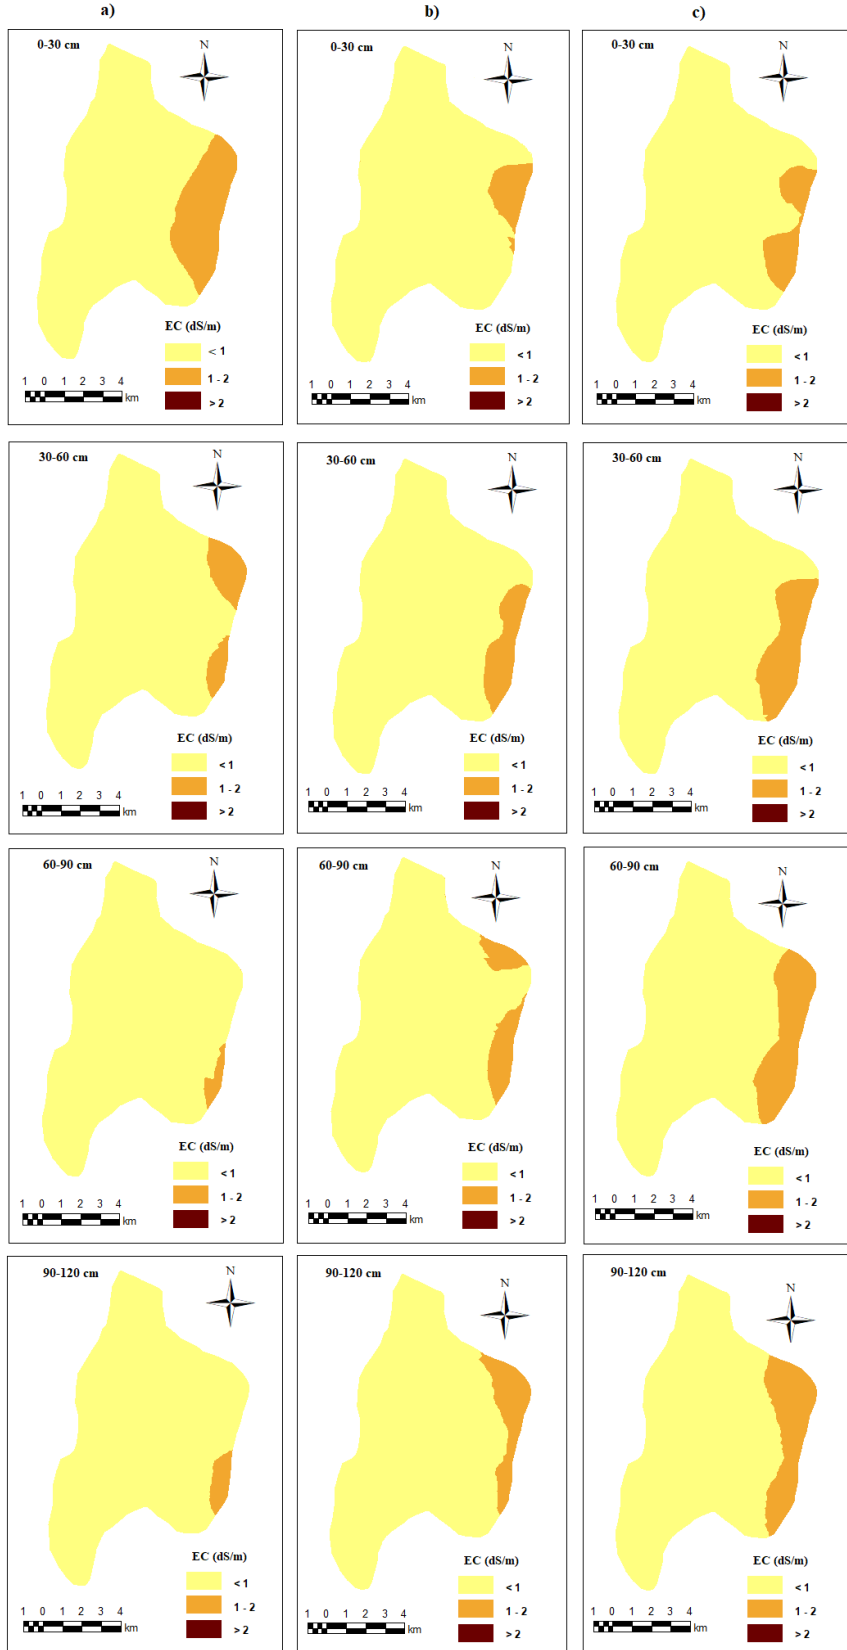 a) b) c)
0-30 cm
N
EC (dS/m)
< 1
1 - 2
> 2
1 0 1 2 3 4
km
0-30 cm
N
EC (dS/m)
< 1
1 - 2
> 2
1 0 1 2 3 4
km
0-30 cm
N
EC (dS/m)
< 1
1 - 2
> 2
1 0 1 2 3 4
km
30-60 cm
N
EC (dS/m)
< 1
1 - 2
> 2
1 0 1 2 3 4
km
30-60 cm
N
EC (dS/m)
< 1
1 - 2
> 2
1 0 1 2 3 4
km
30-60 cm
N
EC (dS/m)
< 1
1 - 2
> 2
1 0 1 2 3 4
km
60-90 cm
N
EC (dS/m)
< 1
1 - 2
> 2
1 0 1 2 3 4
km
60-90 cm
N
EC (dS/m)
< 1
1 - 2
> 2
1 0 1 2 3 4
km
60-90 cm
N
EC (dS/m)
< 1
1 - 2
> 2
1 0 1 2 3 4
km
90-120 cm
N
EC (dS/m)
< 1
1 - 2
> 2
1 0 1 2 3 4
km
90-120 cm
N
EC (dS/m)
< 1
1 - 2
> 2
1 0 1 2 3 4
km
90-120 cm
N
EC (dS/m)
< 1
1 - 2
> 2
1 0 1 2 3 4
km